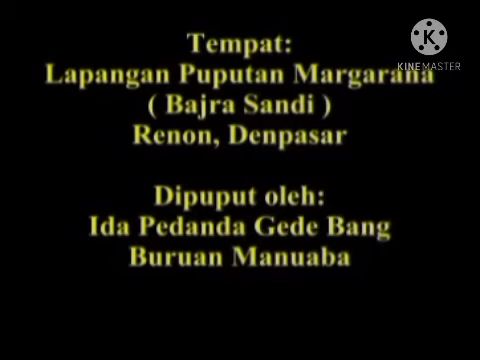 Tempat:
Lapangan Puputan Margarana
( Bajra Sandi )
Renon, Denpasar
Dipuput oleh:
Ida Pedanda Gede Bang
Buruan Manuaba
K
KINEMASTER